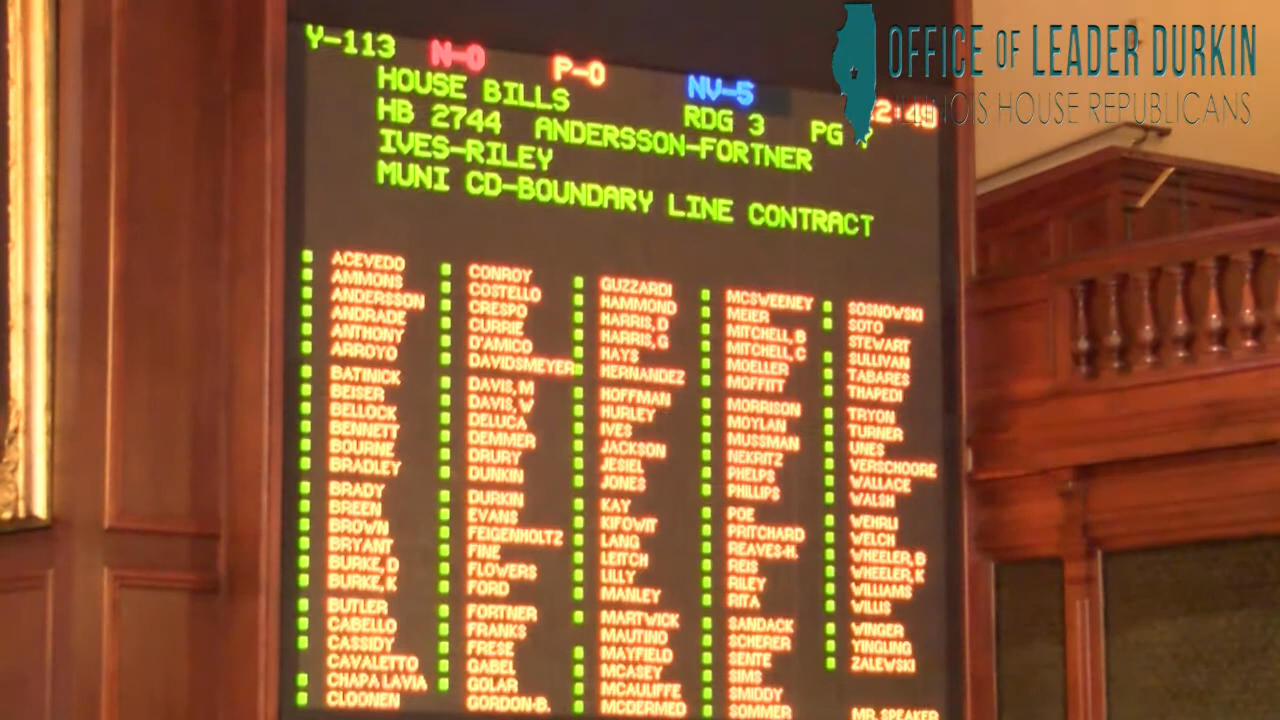 Y-113 N-0 P-0 NV-5
OFFICE OF LEADER DURKIN
ILLINOIS HOUSE REPUBLICANS
HOUSE BILLS RDG 3 PG
HB 2744 ANDERSSON-FORTNER
IVES-RILEY
MUNI CD-BOUNDARY LINE CONTRACT
ACEVEDO
AMMONS
ANDERSSON
ANDRADE
ANTHONY
ARROYO
BATINICK
BEISER
BELLOCK
BENNETT
BOURNE
BRADLEY
BRADY
BREEN
BROWN
BRYANT
BURKE, D
BURKE, K
BUTLER
CABELLO
CASSIDY
CAVALETTO
CHAPA LAVIA
CLOONEN
CONROY
COSTELLO
CRESPO
CURRIE
D'AMICO
DAVIDSMEYER
DAVIS, M
DAVIS, W
DELUCA
DEMMER
DRURY
DUNKIN
DURKIN
EVANS
FEIGENHOLTZ
FINE
FLOWERS
FORD
FORTNER
FRANKS
FRESE
GABEL
GOLAR
GORDON-B.
GUZZARDI
HAMMOND
HARRIS, D
HARRIS, G
HAYS
HERNANDEZ
HOFFMAN
HURLEY
IVES
JACKSON
JESIEL
JONES
KAY
KIFOWIT
LANG
LEITCH
LILLY
MANLEY
MARTWICK
MAUTINO
MAYFIELD
MCASEY
MCAULIFFE
MCDERMED
MCSWEENEY
MEIER
MITCHELL, B
MITCHELL, C
MOELLER
MOFFITT
MORRISON
MOYLAN
MUSSMAN
NEKRITZ
PHELPS
PHILLIPS
POE
PRITCHARD
REAVES-H.
REIS
RILEY
RITA
SANDACK
SCHERER
SENTE
SIMS
SMIDDY
SOMMER
SOSNOWSKI
SOTO
STEWART
SULLIVAN
TABARES
THAPEDI
TRYON
TURNER
UNES
VERSCHOORE
WALLACE
WALSH
WEHRLI
WELCH
WHEELER, B
WHEELER, K
WILLIAMS
WILLIS
WINGER
YINGLING
ZALEWSKI
MR. SPEAKER